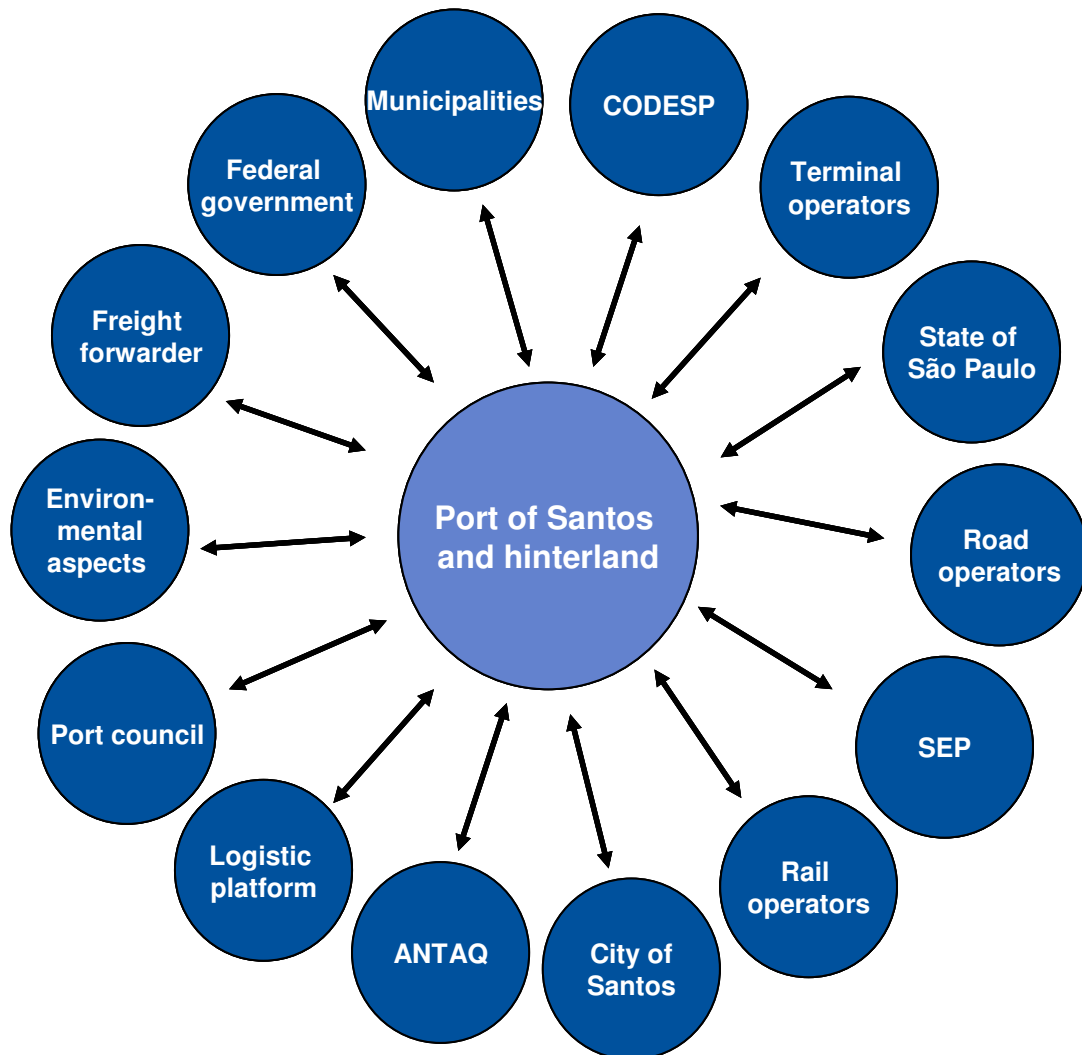 Municipalities
CODESP
Federal
government
Terminal
operators
Freight
forwarder
State of
São Paulo
Environ-
mental
aspects
Port of Santos
and hinterland
Road
operators
Port council
SEP
Logistic
platform
Rail
operators
ANTAQ
City of
Santos